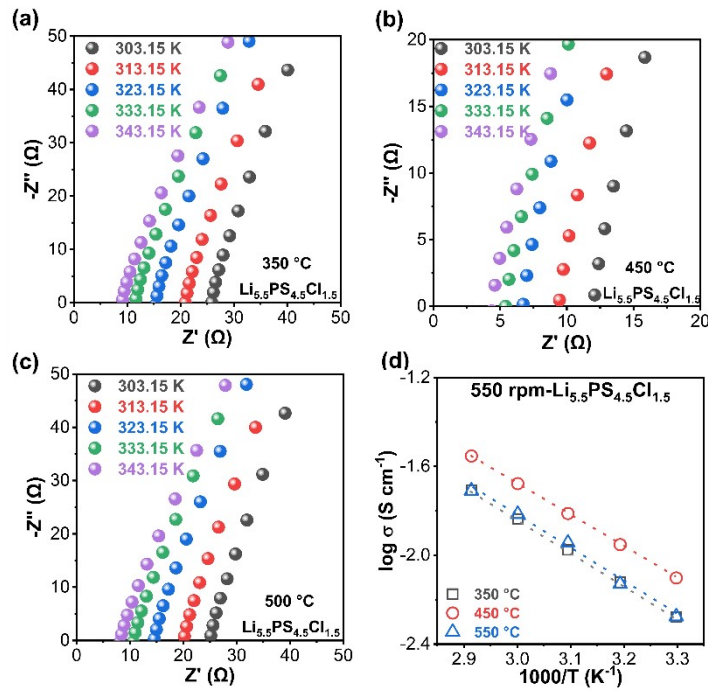 (a)
-50
-40
-30
-20
-10
0
303.15 K
313.15 K
323.15 K
333.15 K
343.15 K
350 °C
Li5.5PS4.5Cl1.5
0 10 20 30 40 50
Z' (Ω)
-Z'' (Ω)
(b)
-20
-15
-10
-5
0
303.15 K
313.15 K
323.15 K
333.15 K
343.15 K
450 °C
Li5.5PS4.5Cl1.5
0 5 10 15 20
Z' (Ω)
-Z'' (Ω)
(c)
50
40
30
20
10
0
303.15 K
313.15 K
323.15 K
333.15 K
343.15 K
500 °C
Li5.5PS4.5Cl1.5
0 10 20 30 40 50
Z' (Ω)
-Z'' (Ω)
(d)
-1.2
-1.6
-2.0
-2.4
550 rpm-Li5.5PS4.5Cl1.5
350 °C
450 °C
550 °C
2.9 3.0 3.1 3.2 3.3
1000/T (K-1)
log σ (S cm-1)